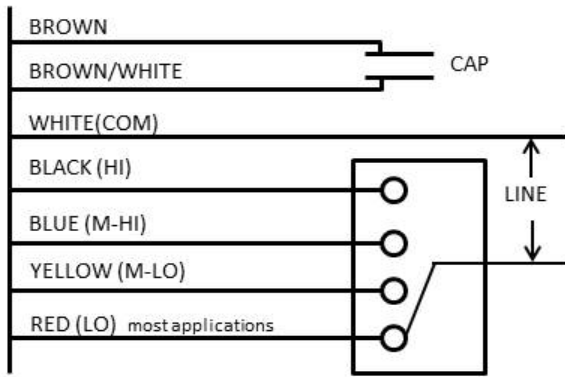 BROWN
CAP
BROWN/WHITE
WHITE(COM)
BLACK (HI)
LINE
BLUE (M-HI)
YELLOW (M-LO)
RED (LO) most applications